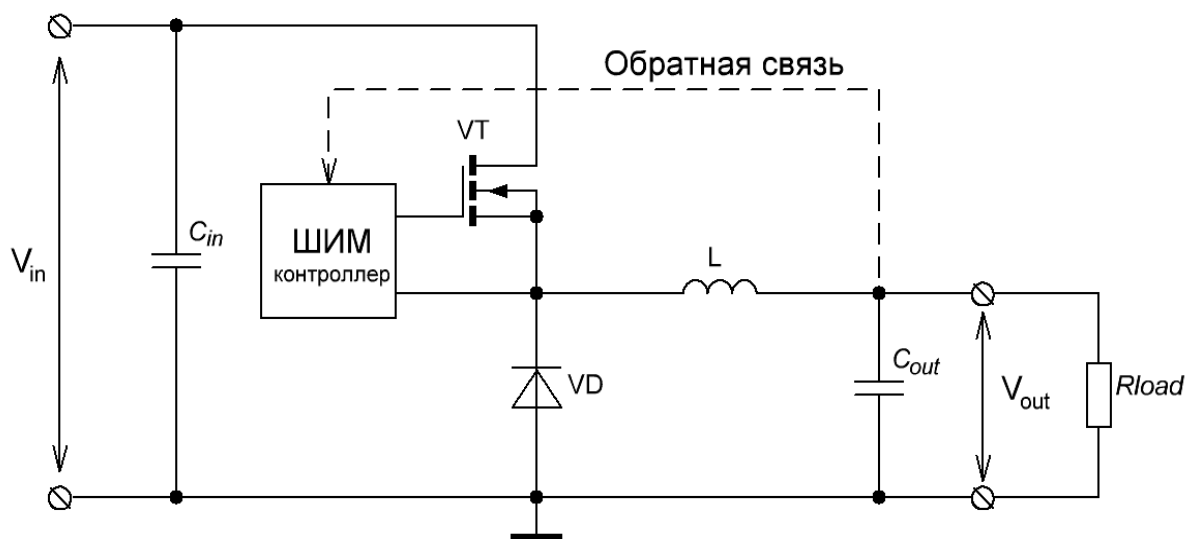 Обратная связь
VT
ШИМ
контроллер
Cin
Vin
L
VD
Cout
Vout
Rload